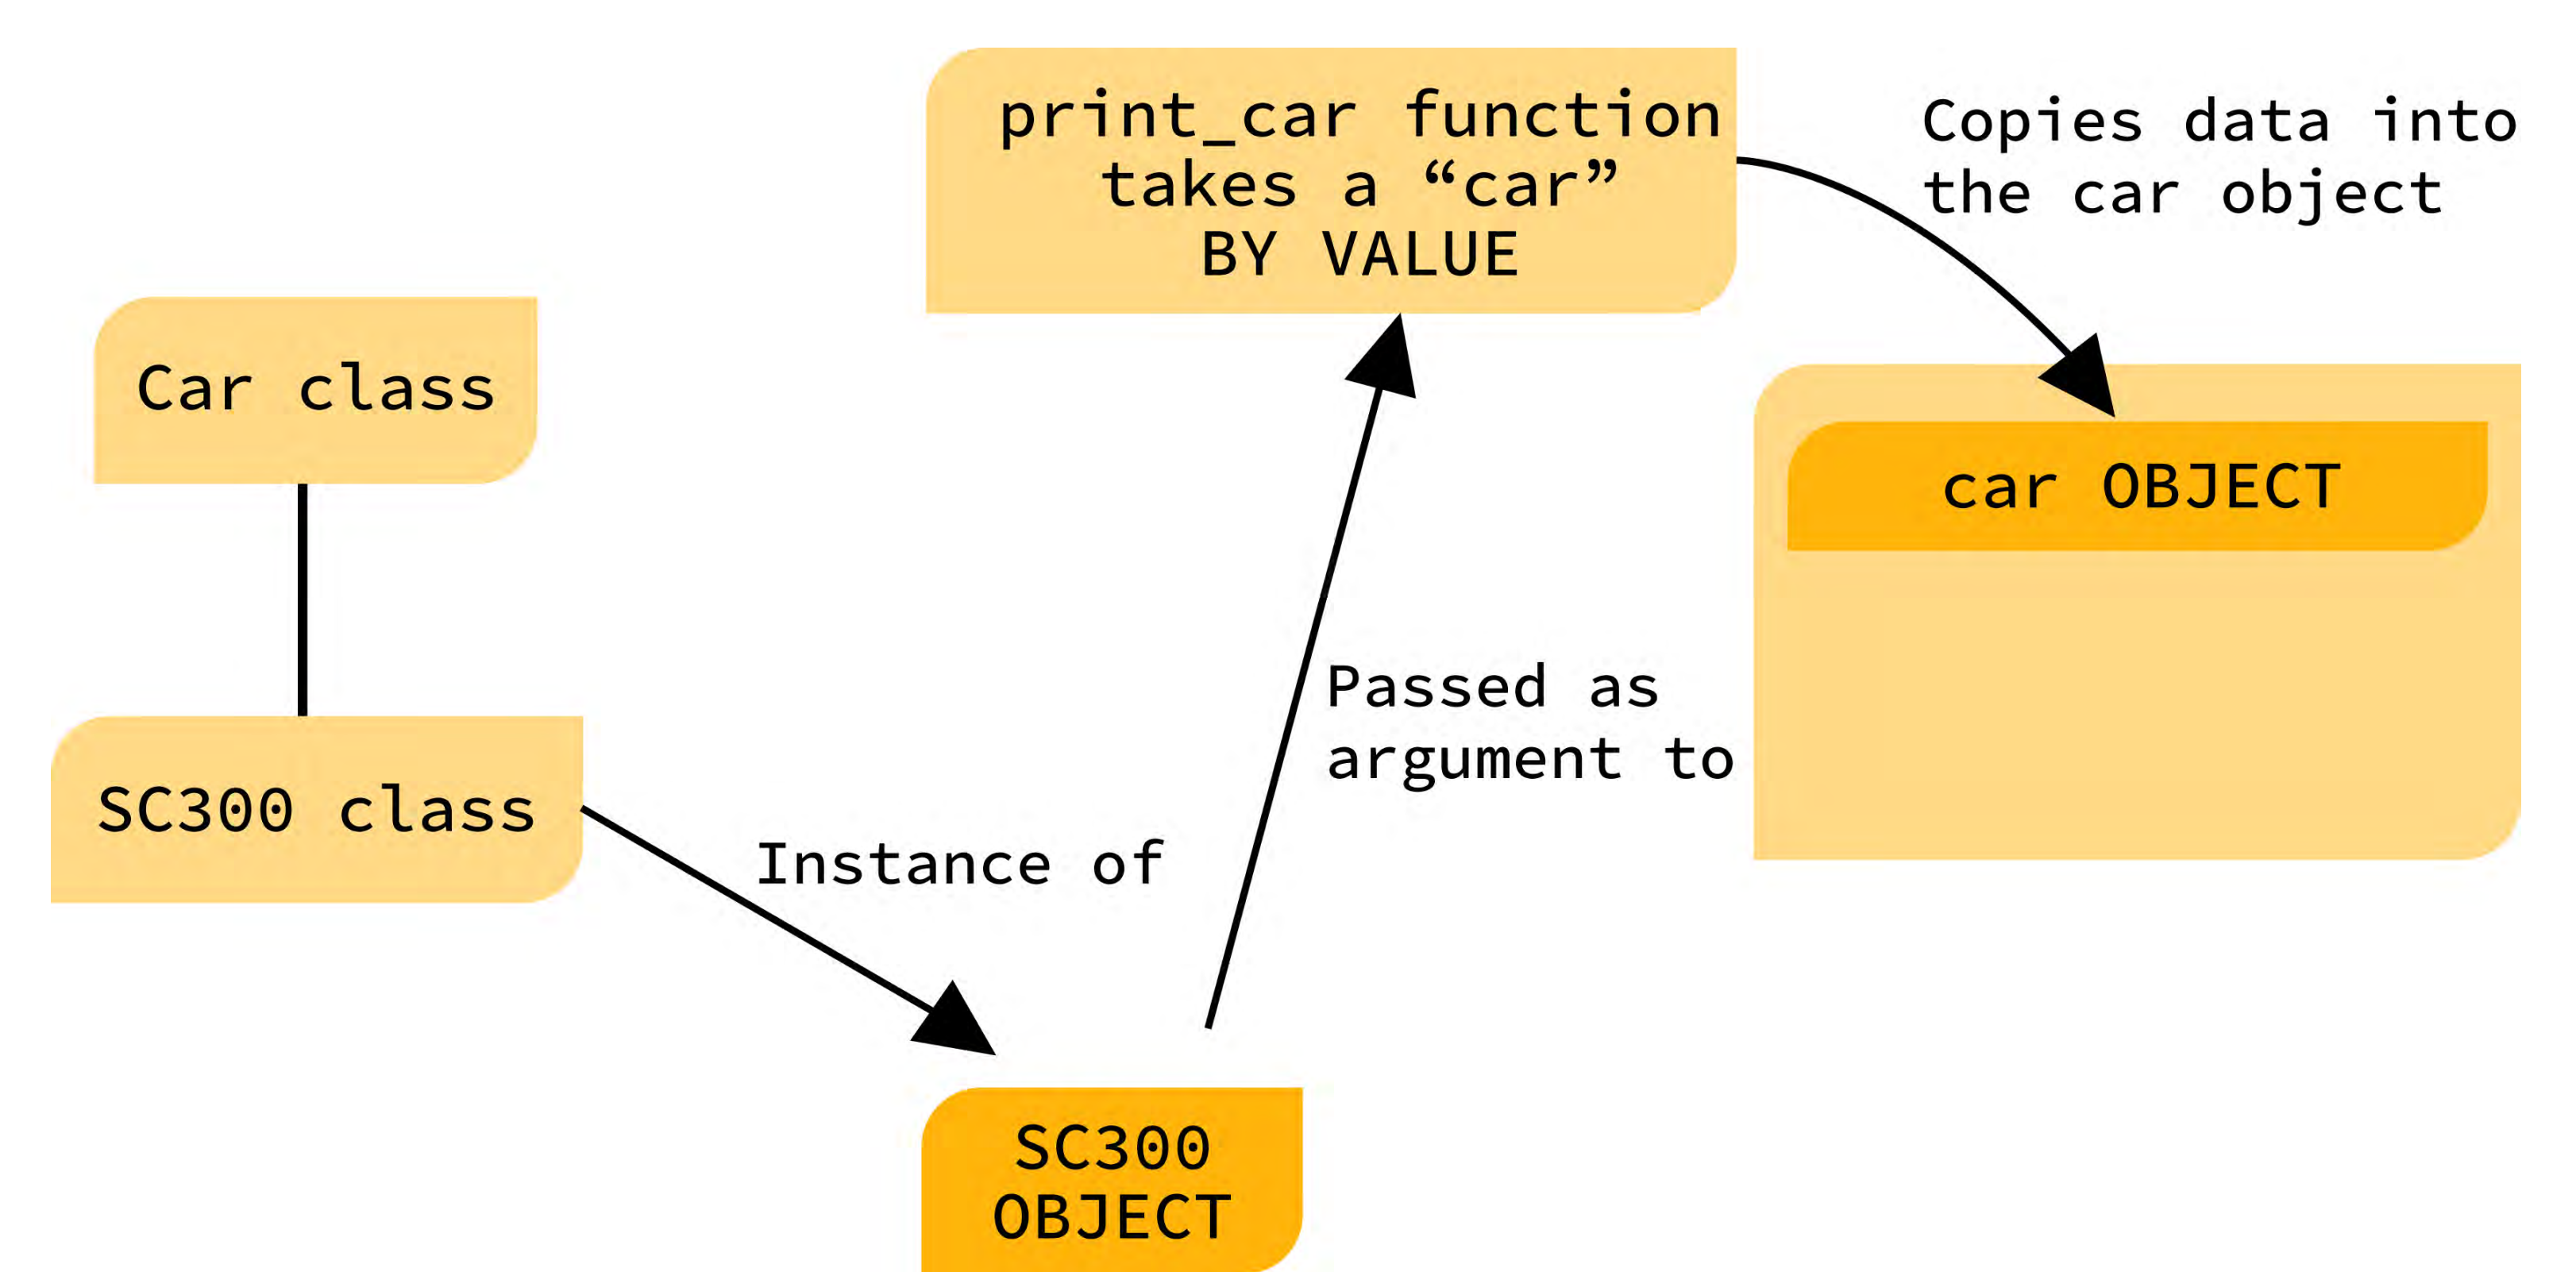 print_car function
takes a “car”
BY VALUE
Copies data into
the car object
Car class
car OBJECT
Passed as
argument to
SC300 class
Instance of
SC300
OBJECT